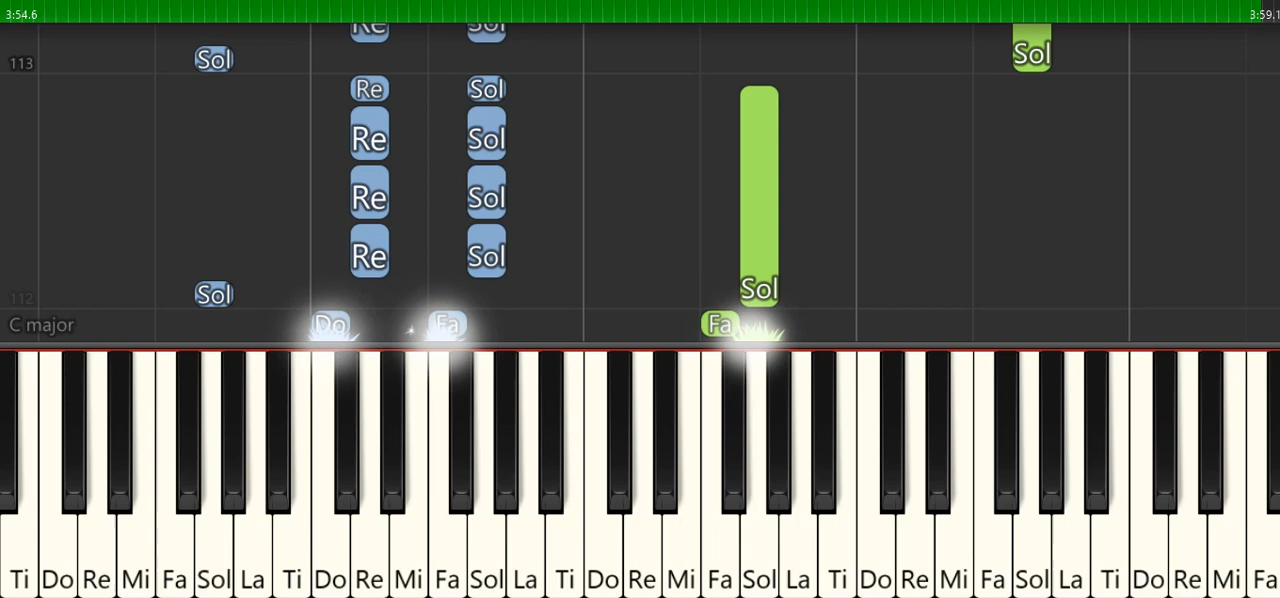 3:54.6 3:59.1
Re Sol
113 Sol Sol
Re Sol
Re Sol
Re Sol
Re Sol
Sol
112 Sol
C major Do Fa Fa
Ti Do Re Mi Fa Sol La Ti Do Re Mi Fa Sol La Ti Do Re Mi Fa Sol La Ti Do Re Mi Fa Sol La Ti Do Re Mi Fa